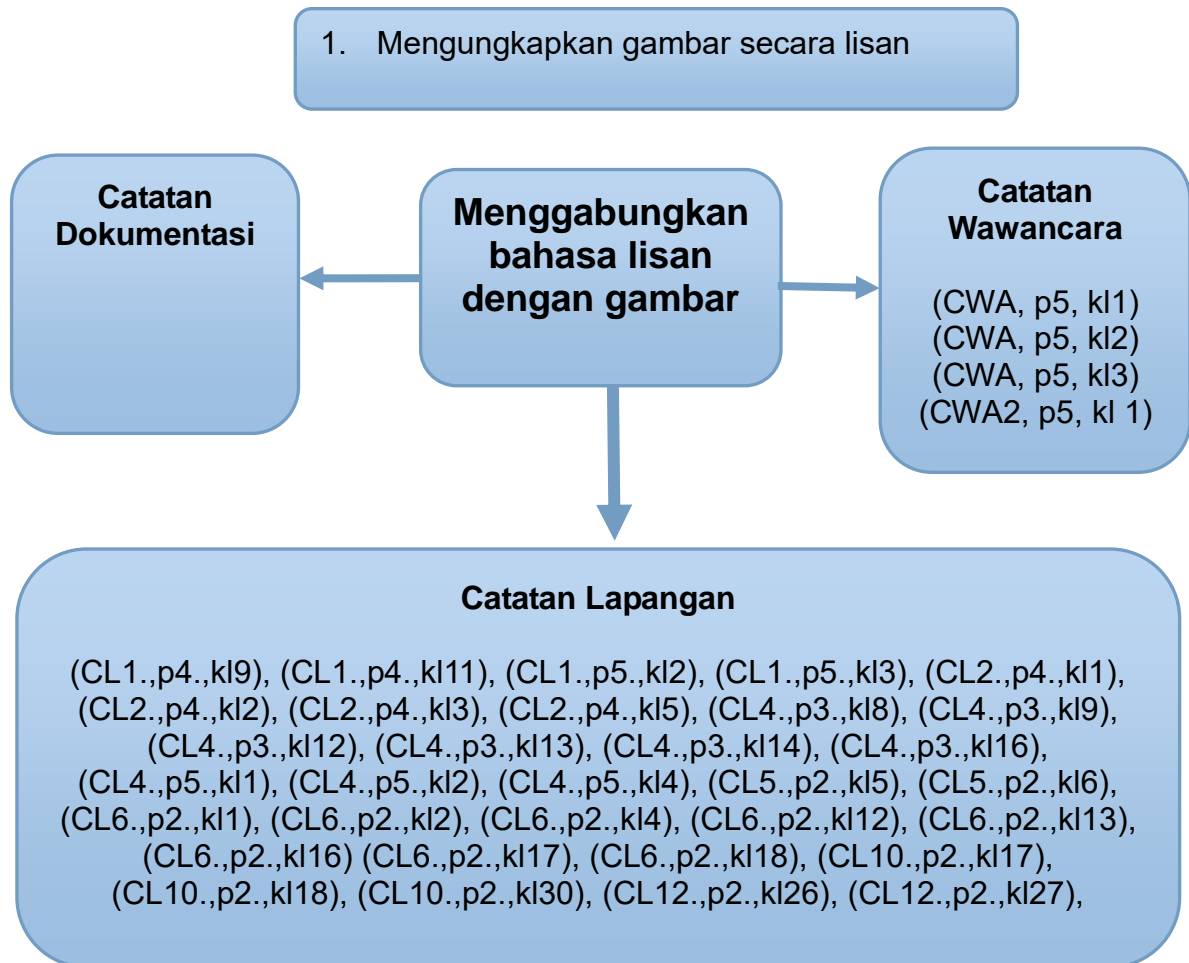 1. Mengungkapkan gambar secara lisan
Catatan
Dokumentasi
Menggabungkan
bahasa lisan
dengan gambar
Catatan
Wawancara
(CWA, p5, kl1)
(CWA, p5, kl2)
(CWA, p5, kl3)
(CWA2, p5, kl 1)
Catatan Lapangan
(CL1.,p4.,kl9), (CL1.,p4.,kl11), (CL1.,p5.,kl2), (CL1.,p5.,kl3), (CL2.,p4.,kl1),
(CL2.,p4.,kl2), (CL2.,p4.,kl3), (CL2.,p4.,kl5), (CL4.,p3.,kl8), (CL4.,p3.,kl9),
(CL4.,p3.,kl12), (CL4.,p3.,kl13), (CL4.,p3.,kl14), (CL4.,p3.,kl16),
(CL4.,p5.,kl1), (CL4.,p5.,kl2), (CL4.,p5.,kl4), (CL5.,p2.,kl5), (CL5.,p2.,kl6),
(CL6.,p2.,kl1), (CL6.,p2.,kl2), (CL6.,p2.,kl4), (CL6.,p2.,kl12), (CL6.,p2.,kl13),
(CL6.,p2.,kl16) (CL6.,p2.,kl17), (CL6.,p2.,kl18), (CL10.,p2.,kl17),
(CL10.,p2.,kl18), (CL10.,p2.,kl30), (CL12.,p2.,kl26), (CL12.,p2.,kl27),